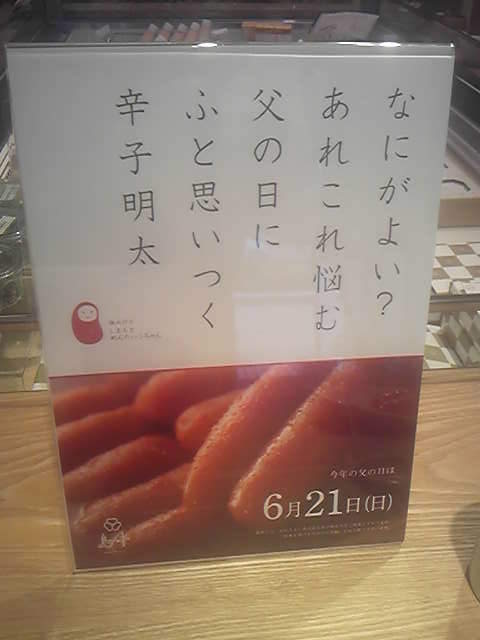 なにがよい?
あれこれ悩む
父の日に
ふと思いつく
辛子明太
今年の父の日は
6月21日(日)